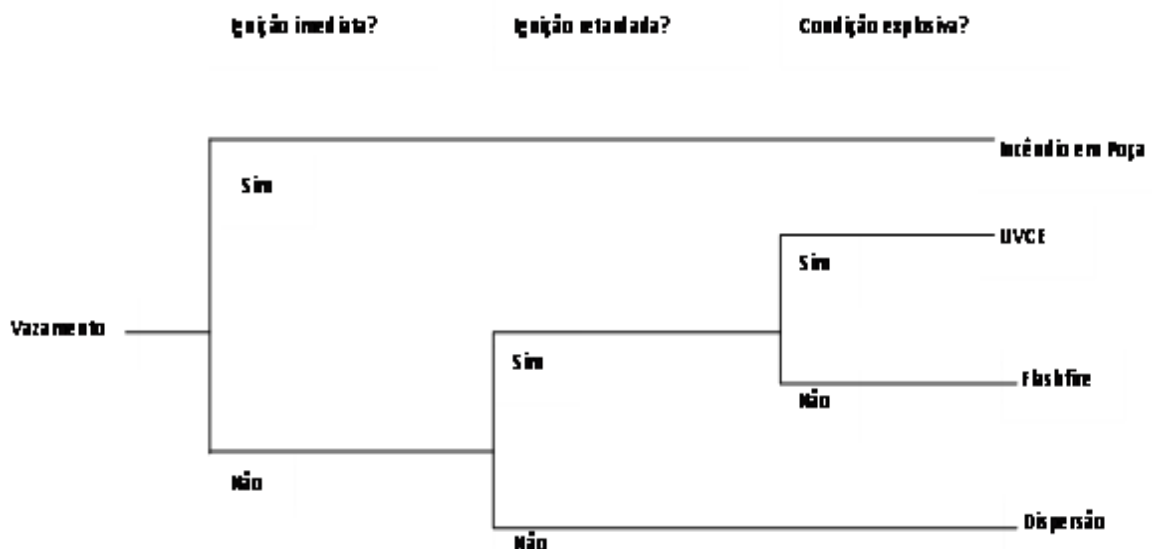 Ignição imediata?
Ignição retardada?
Condição explosiva?
Incêndio em Poça
Sim
UVCE
Sim
Vazamento
Sim
Flashfire
Não
Não
Dispersão
Não